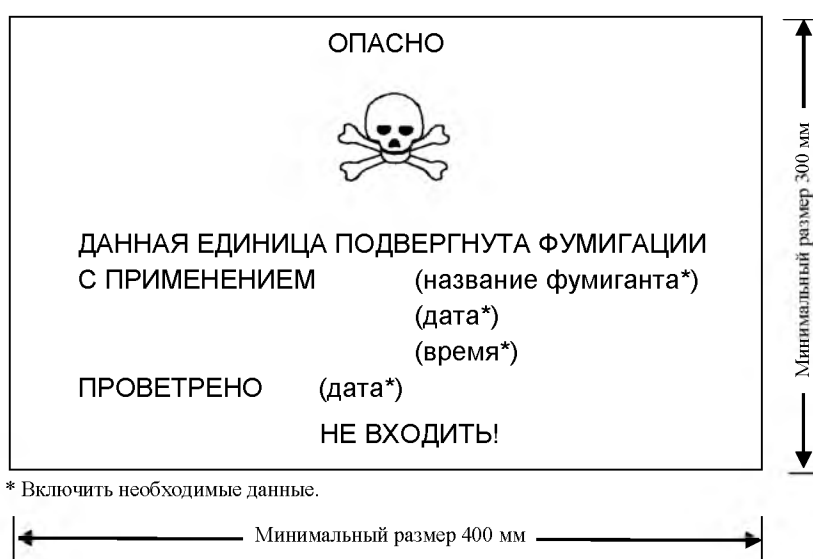 ОПАСНО
ДАННАЯ ЕДИНИЦА ПОДВЕРГНУТА ФУМИГАЦИИ
С ПРИМЕНЕНИЕМ (название фумиганта*)
(дата*)
(время*)
ПРОВЕТРЕНО (дата*)
НЕ ВХОДИТЬ!
Минимальный размер 300 мм
* Включить необходимые данные.
Минимальный размер 400 мм